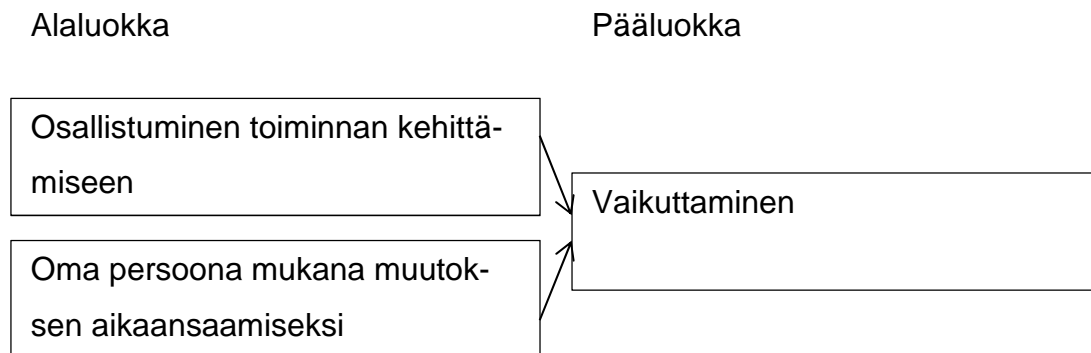 Alaluokka
Pääluokka
Osallistuminen toiminnan kehittä-
miseen
Vaikuttaminen
Oma persoona mukana muutok-
sen aikaansaamiseksi